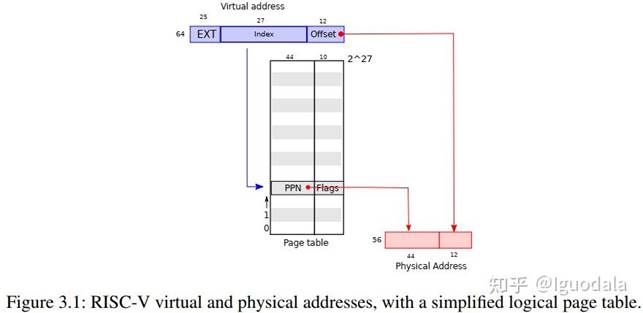 Virtual address
25 27 12
64 EXT Index Offset
44 10 2^27
PPN Flags
1
0
Page table
56
44 12
Physical Address
知乎 @lguodala
Figure 3.1: RISC-V virtual and physical addresses, with a simplified logical page table.